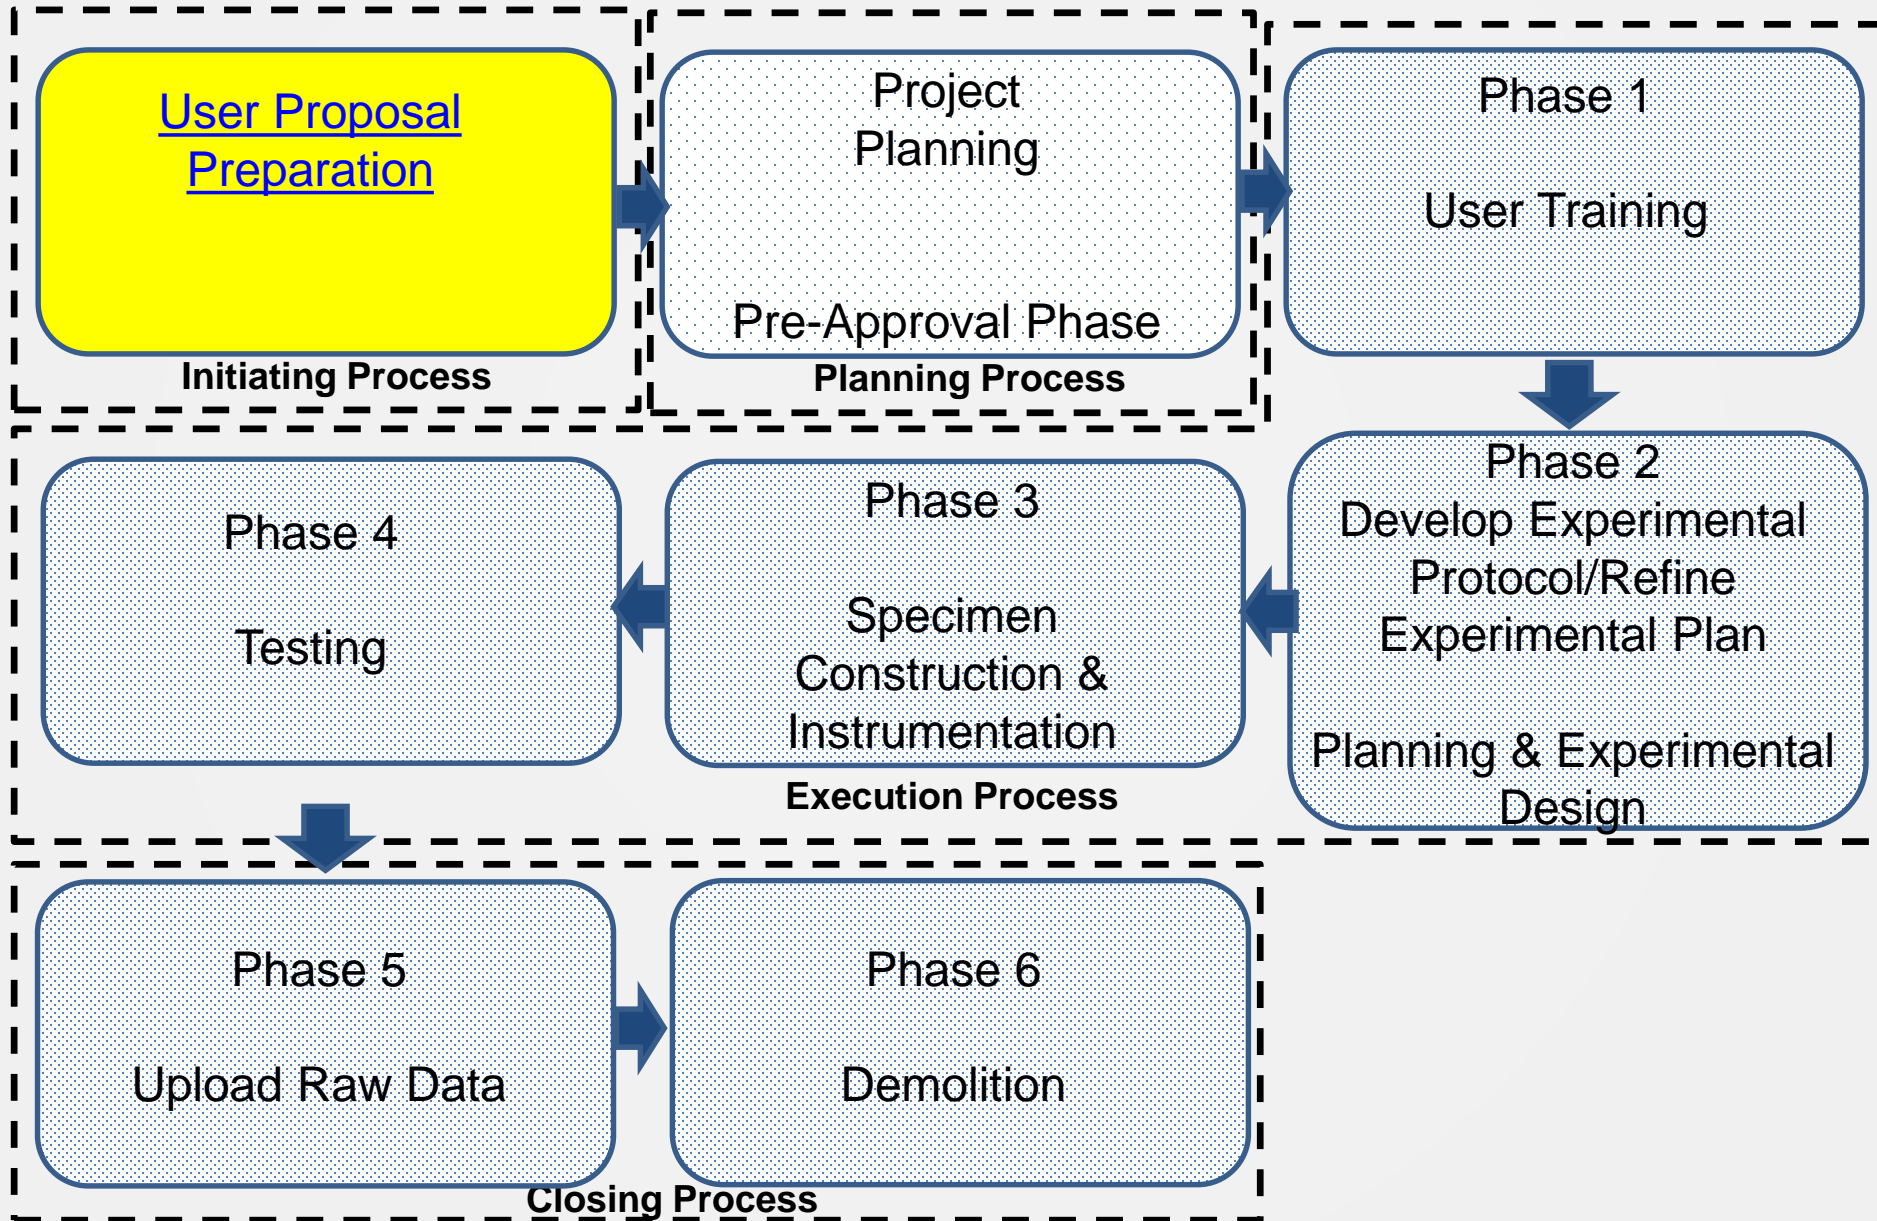 User Proposal
Preparation
Initiating Process
Project
Planning
Pre-Approval Phase
Planning Process
Phase 1
User Training
Phase 2
Develop Experimental
Protocol/Refine
Experimental Plan
Planning & Experimental
Design
Phase 3
Specimen
Construction &
Instrumentation
Phase 4
Testing
Execution Process
Phase 5
Upload Raw Data
Phase 6
Demolition
Closing Process